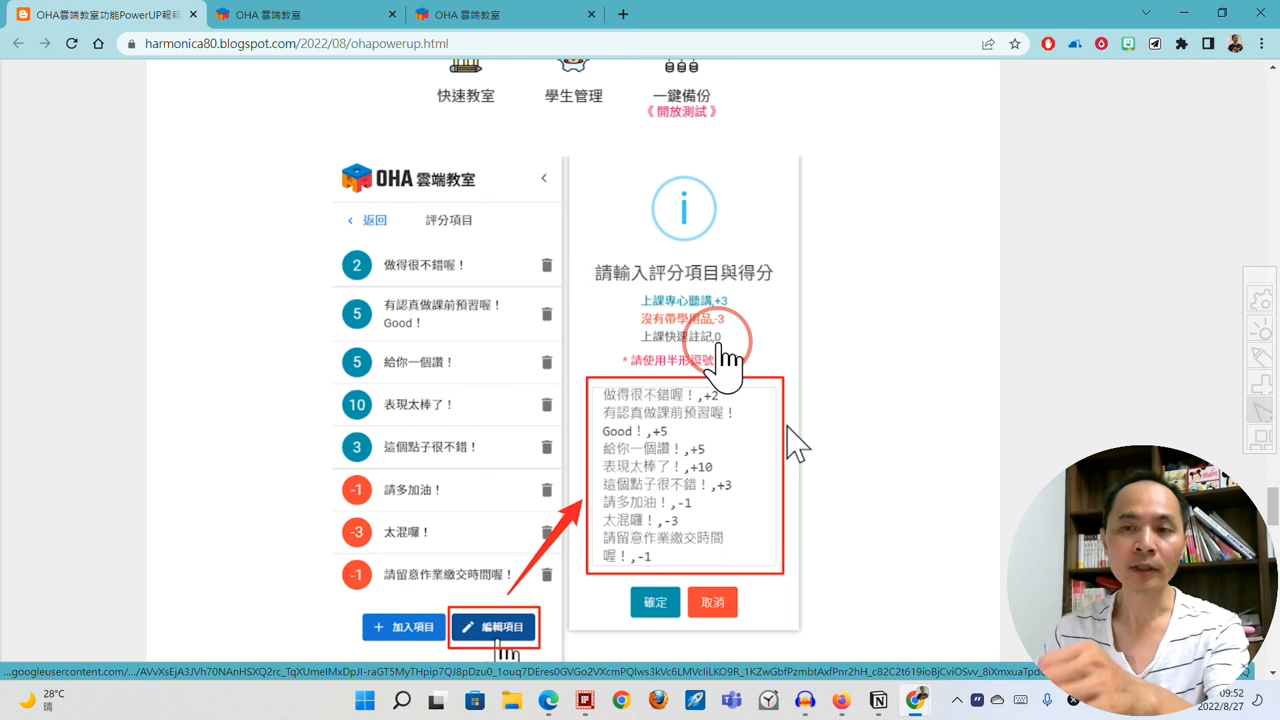 OHA雲端教室功能PowerUP報報
OHA 雲端教室
OHA 雲端教室
harmonica80.blogspot.com/2022/08/ohapowerup.html
快速教室
學生管理
一鍵備份
《 開放測試 》
OHA 雲端教室
返回
評分項目
2
做得很不錯喔！
5
有認真做課前預習喔！
Good！
5
給你一個讚！
10
表現太棒了！
3
這個點子很不錯！
-1
請多加油！
-3
太混囉！
-1
請留意作業繳交時間喔！
加入項目
編輯項目
i
請輸入評分項目與得分
上課專心聽講,+3
沒有帶學用品,-3
上課快速註記,0
* 請使用半形逗號
做得很不錯喔！,+2
有認真做課前預習喔！
Good！,+5
給你一個讚！,+5
表現太棒了！,+10
這個點子很不錯！,+3
請多加油！,-1
太混囉！,-3
請留意作業繳交時間
喔！,-1
確定
取消
28°C
晴
09:52
2022/8/27